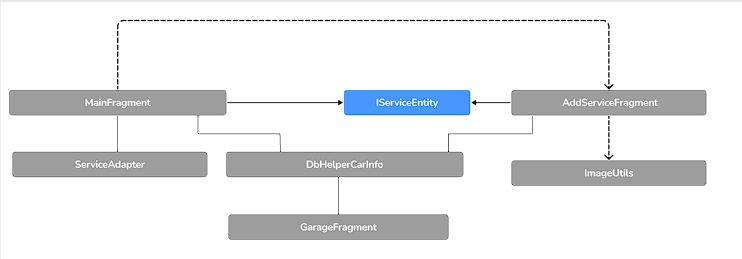 MainFragment
IServiceEntity
AddServiceFragment
ServiceAdapter
DbHelperCarInfo
ImageUtils
GarageFragment